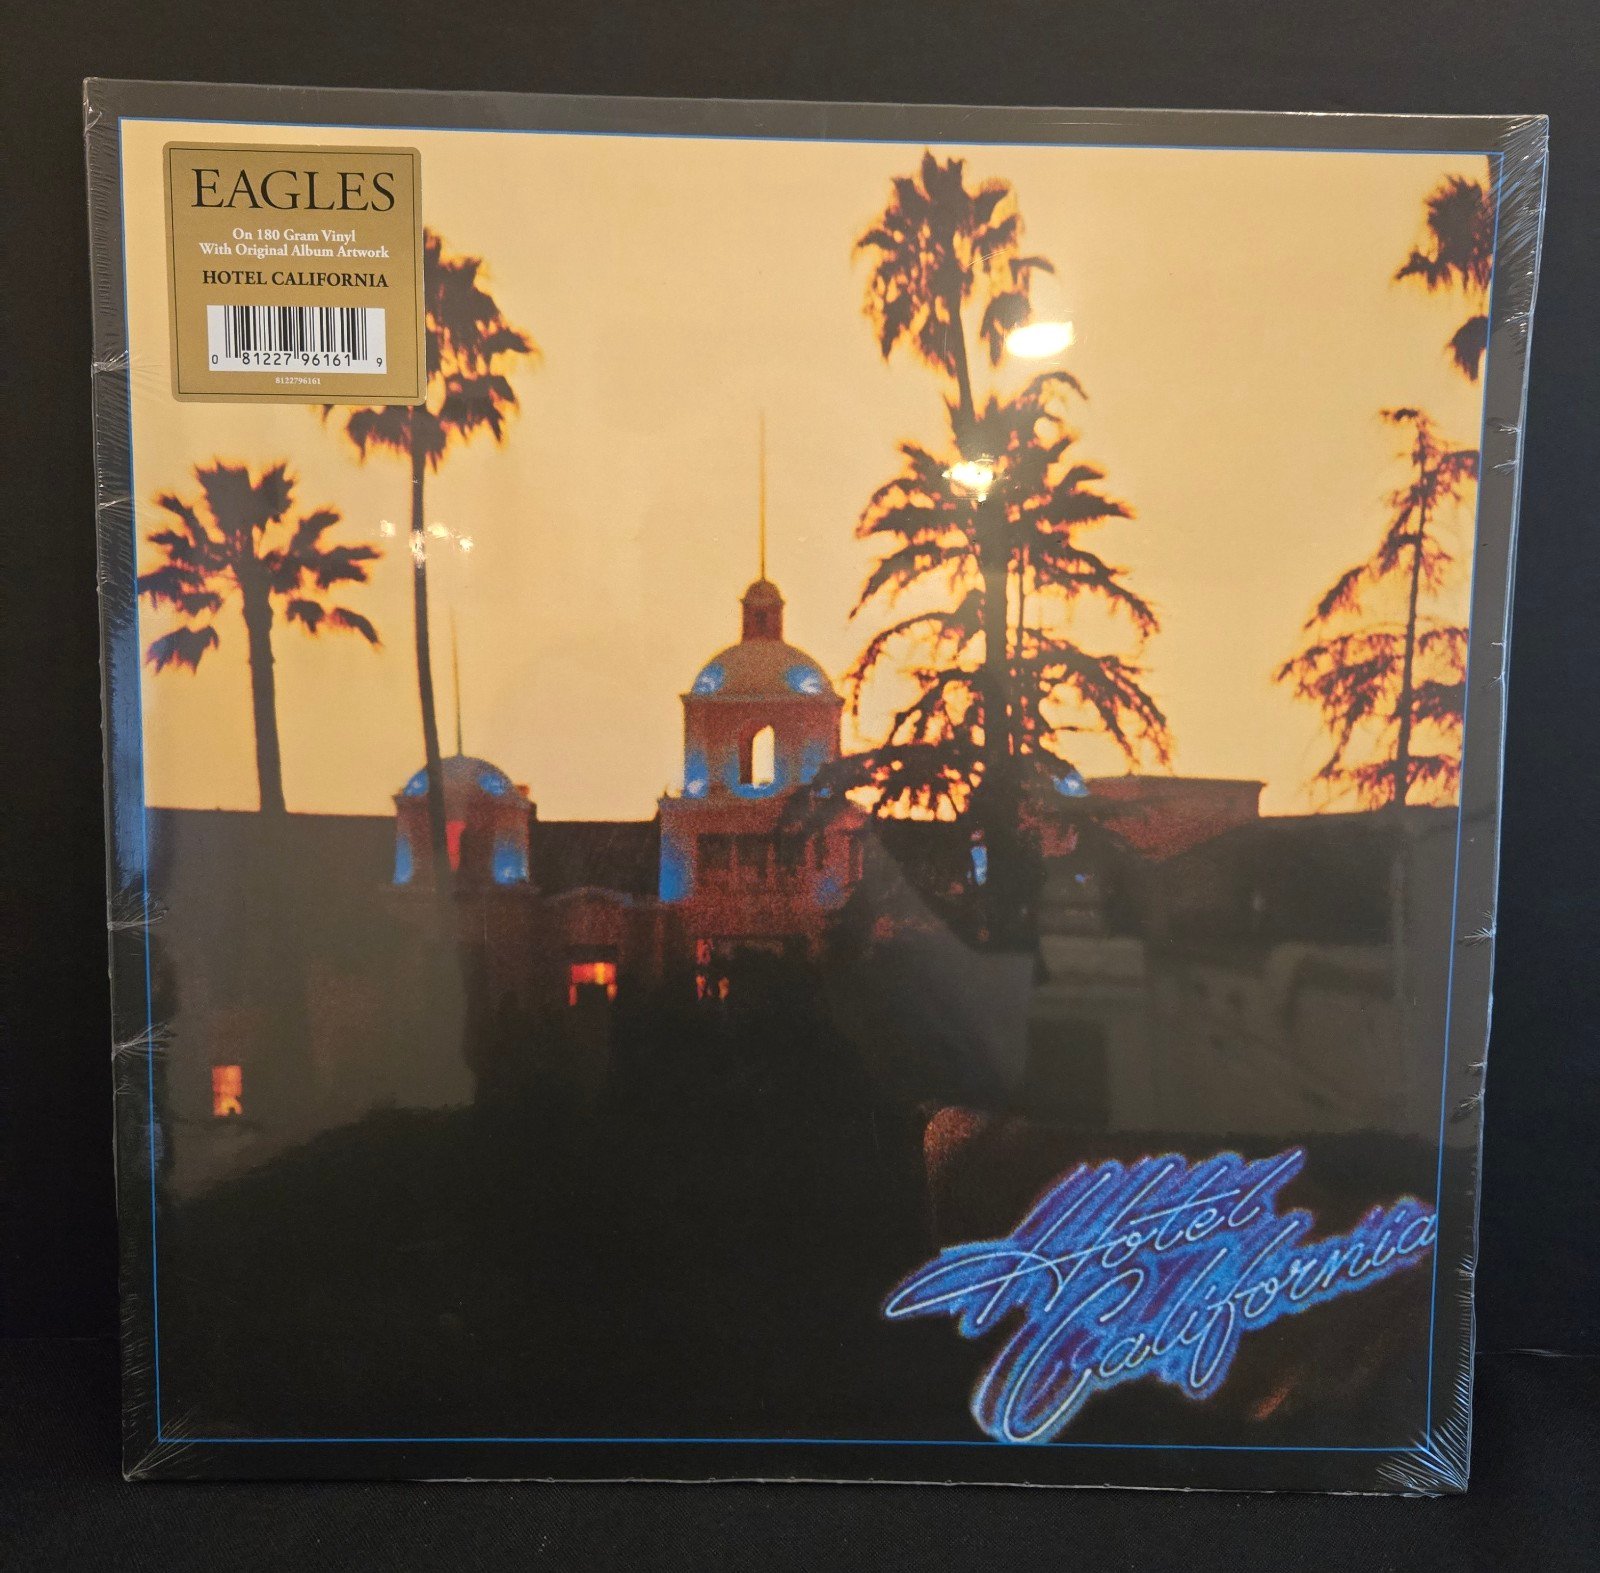 EAGLES
On 180 Gram Vinyl
With Original Album Artwork
HOTEL CALIFORNIA
0 81227 96161 9
8122796161
Hotel
California